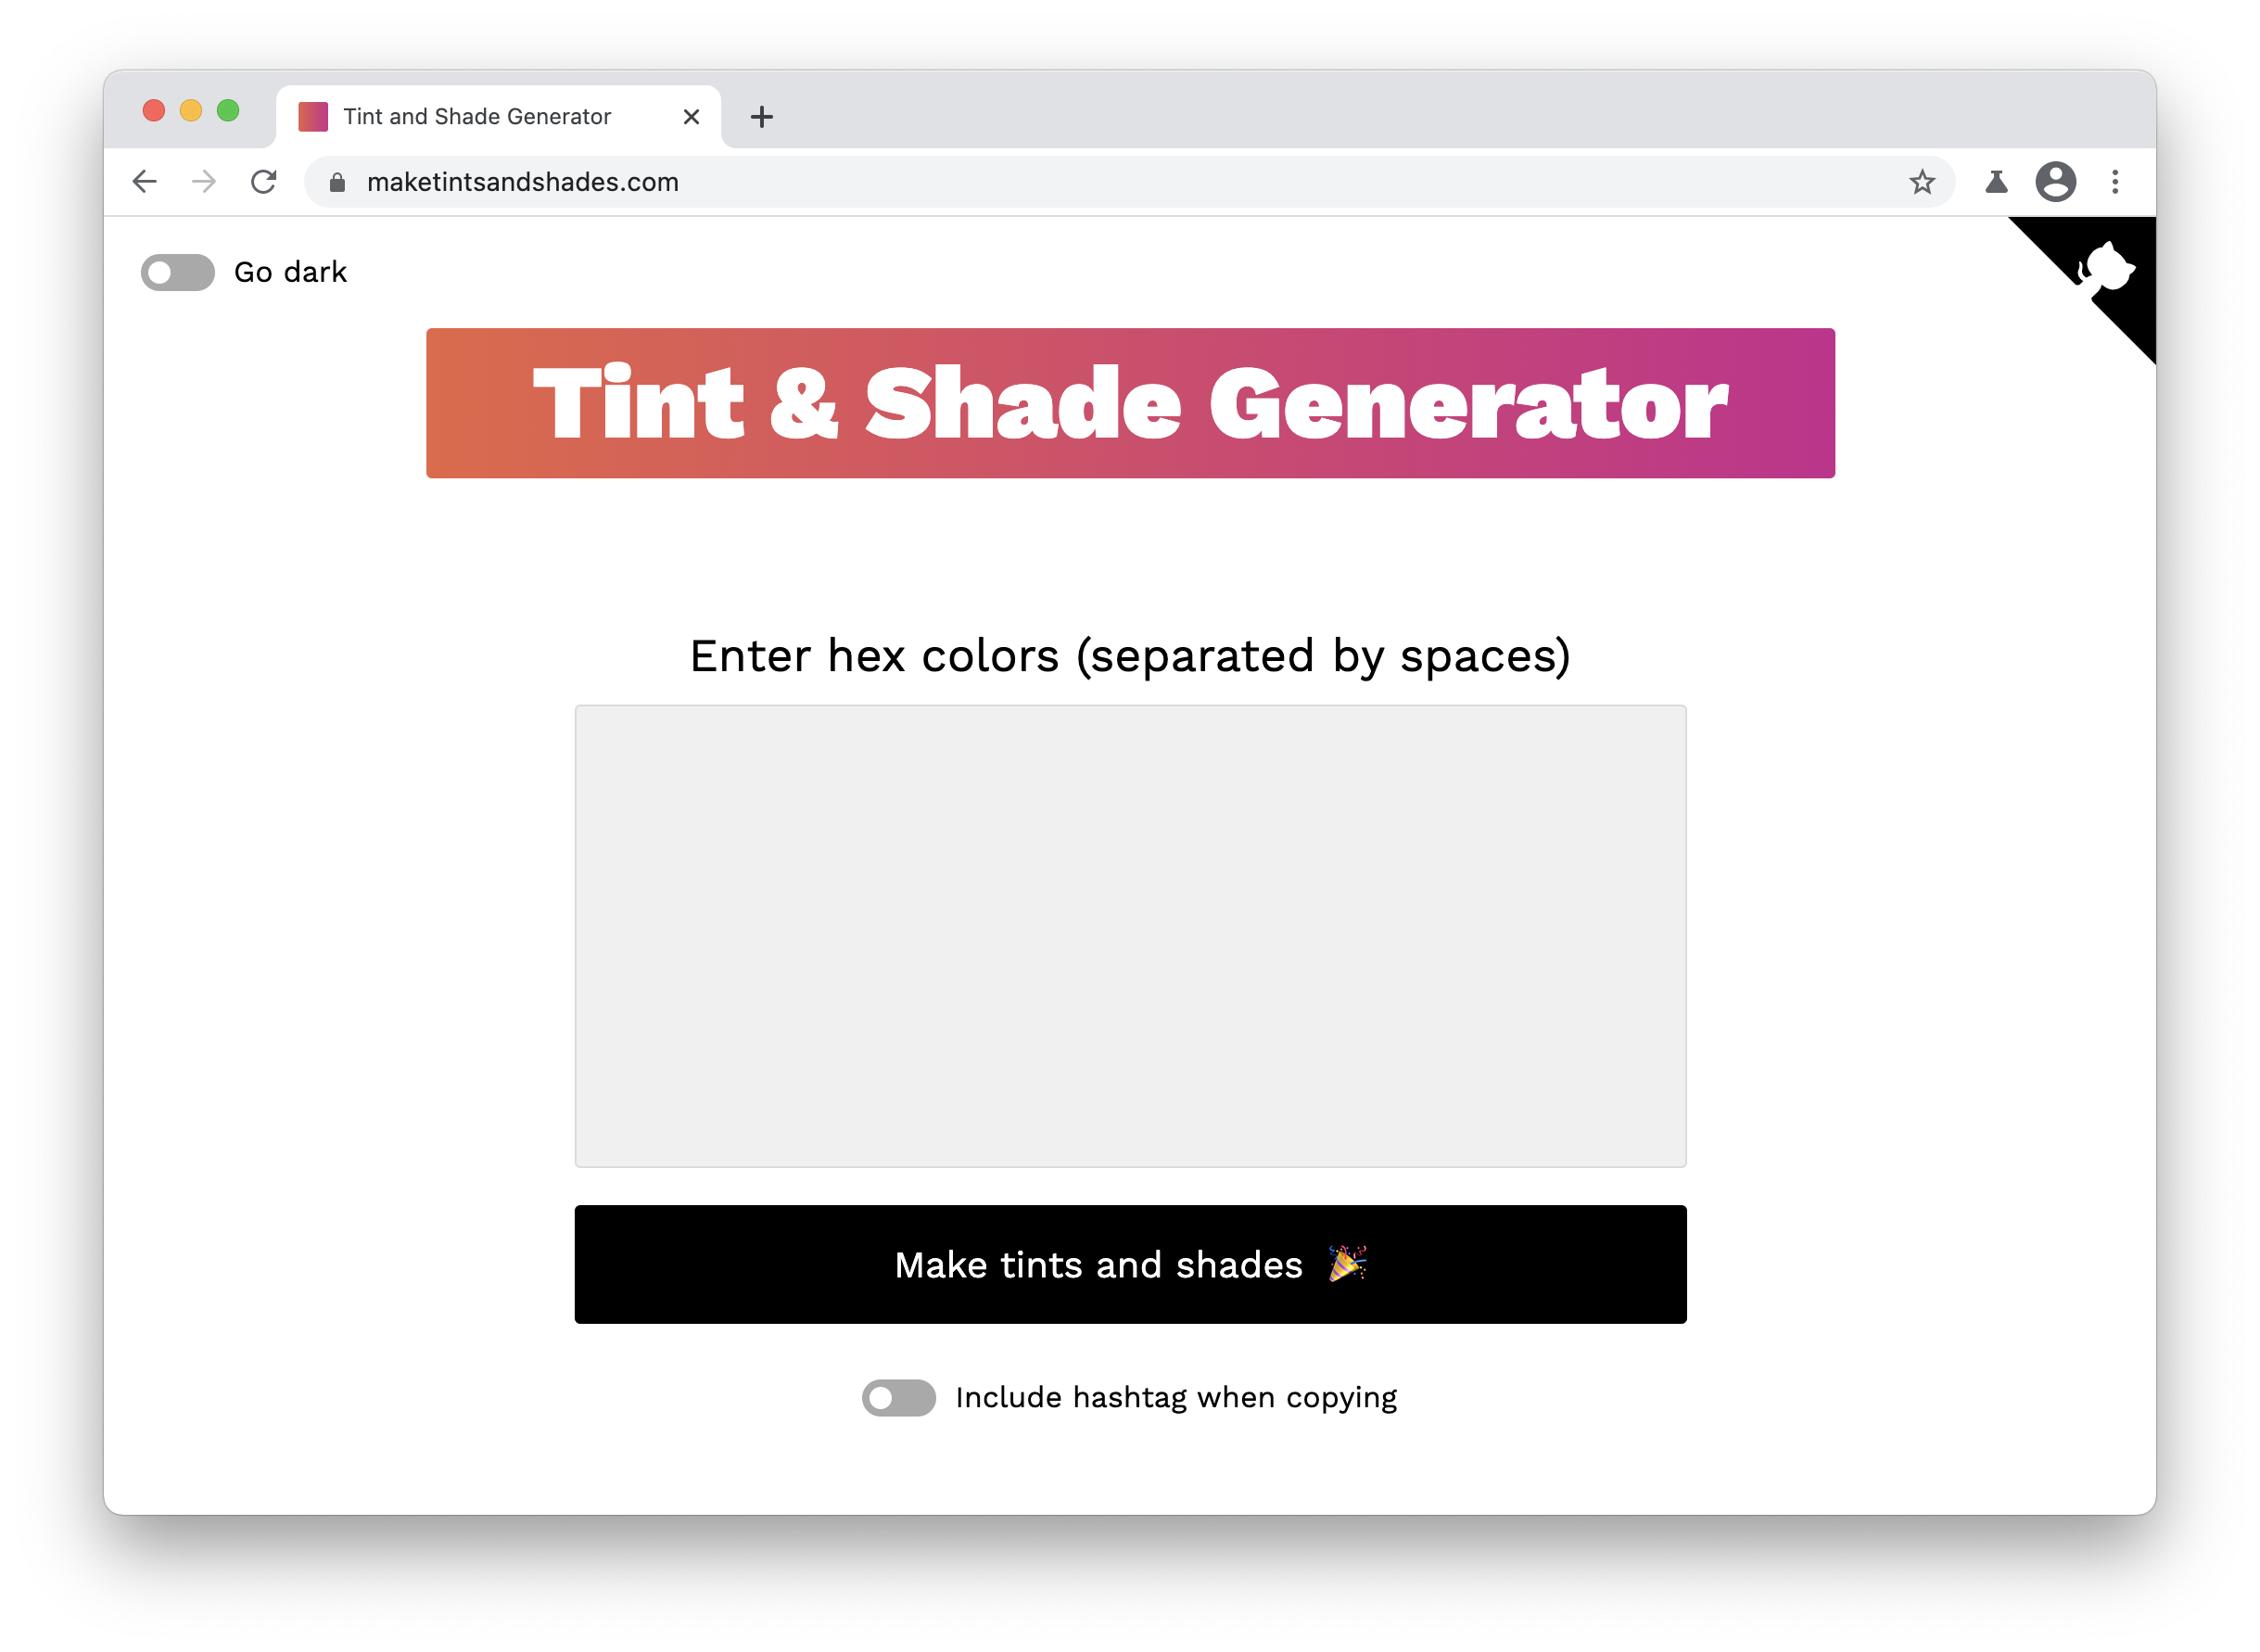 Tint and Shade Generator
maketintsandshades.com
Go dark
Tint & Shade Generator
Enter hex colors (separated by spaces)
Make tints and shades 🎉
Include hashtag when copying